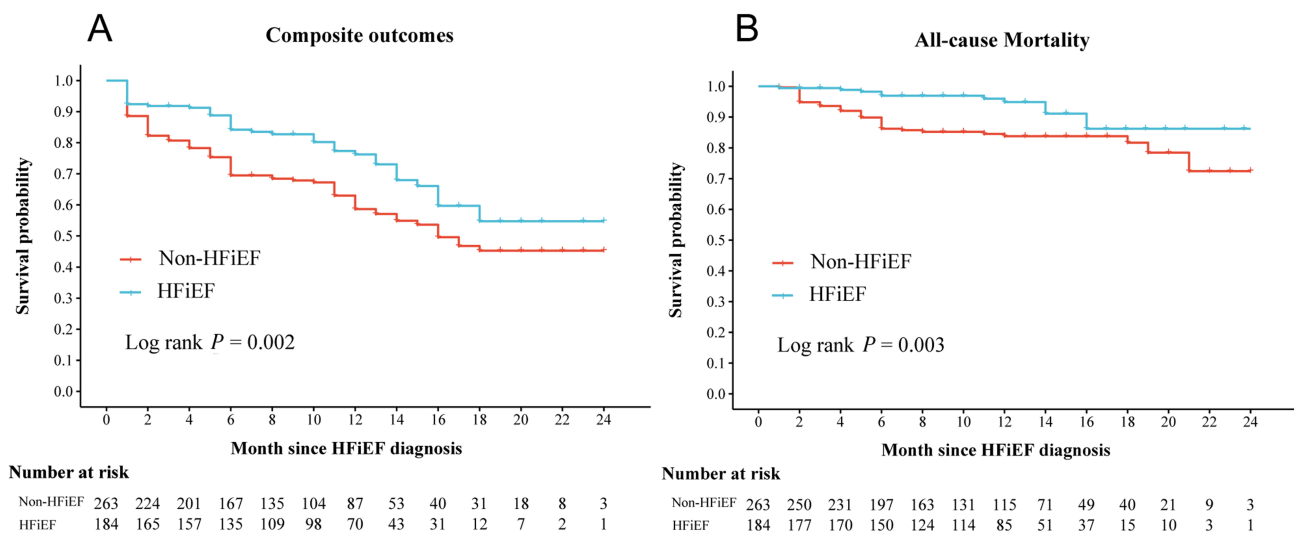 A
Composite outcomes
Survival probability
1.0
0.9
0.8
0.7
0.6
0.5
0.4
0.3
0.2
0.1
0.0
Non-HFiEF
HFiEF
Log rank P = 0.002
0 2 4 6 8 10 12 14 16 18 20 22 24
Month since HFiEF diagnosis
Number at risk
Non-HFiEF 263 224 201 167 135 104 87 53 40 31 18 8 3
HFiEF 184 165 157 135 109 98 70 43 31 12 7 2 1
B
All-cause Mortality
Survival probability
1.0
0.9
0.8
0.7
0.6
0.5
0.4
0.3
0.2
0.1
0.0
Non-HFiEF
HFiEF
Log rank P = 0.003
0 2 4 6 8 10 12 14 16 18 20 22 24
Month since HFiEF diagnosis
Number at risk
Non-HFiEF 263 250 231 197 163 131 115 71 49 40 21 9 3
HFiEF 184 177 170 150 124 114 85 51 37 15 10 3 1